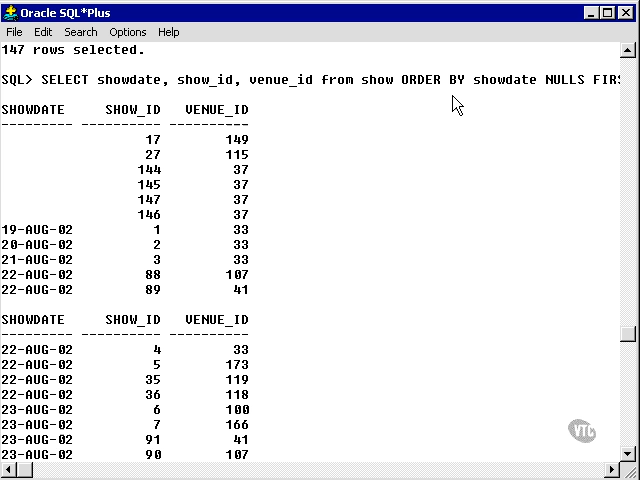 Oracle SQL*Plus
File Edit Search Options Help
147 rows selected.
SQL> SELECT showdate, show_id, venue_id from show ORDER BY showdate NULLS FIRS
SHOWDATE SHOW_ID VENUE_ID
--------- ---------- ----------
17 149
27 115
144 37
145 37
147 37
146 37
19-AUG-02 1 33
20-AUG-02 2 33
21-AUG-02 3 33
22-AUG-02 88 107
22-AUG-02 89 41
SHOWDATE SHOW_ID VENUE_ID
--------- ---------- ----------
22-AUG-02 4 33
22-AUG-02 5 173
22-AUG-02 35 119
22-AUG-02 36 118
23-AUG-02 6 100
23-AUG-02 7 166
23-AUG-02 91 41
23-AUG-02 90 107
VTC